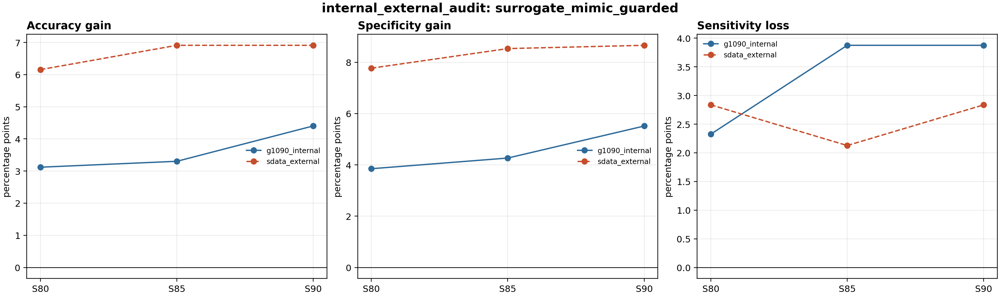 internal_external_audit: surrogate_mimic_guarded
Accuracy gain
percentage points
7
6
5
4
3
2
1
0
S80 S85 S90
g1090_internal
sdata_external
Specificity gain
percentage points
8
6
4
2
0
S80 S85 S90
g1090_internal
sdata_external
Sensitivity loss
percentage points
4.0
3.5
3.0
2.5
2.0
1.5
1.0
0.5
0.0
S80 S85 S90
g1090_internal
sdata_external